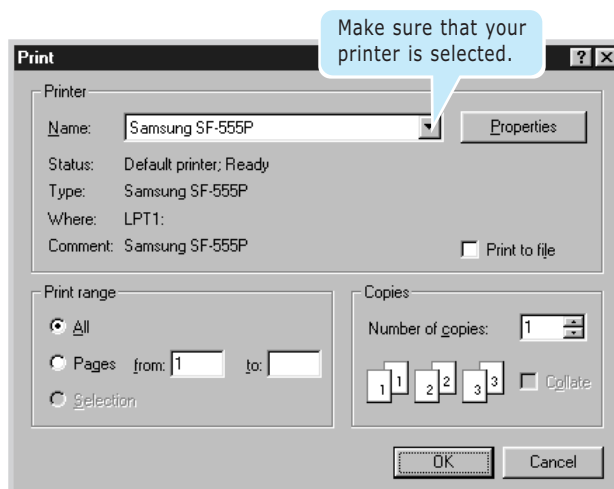 Make sure that your
printer is selected.
Print
Printer
Name: Samsung SF-555P Properties
Status: Default printer; Ready
Type: Samsung SF-555P
Where: LPT1:
Comment: Samsung SF-555P
Print to file
Print range
All
Pages from: 1 to:
Selection
Copies
Number of copies: 1
1 1 2 2 3 3 Collate
OK Cancel